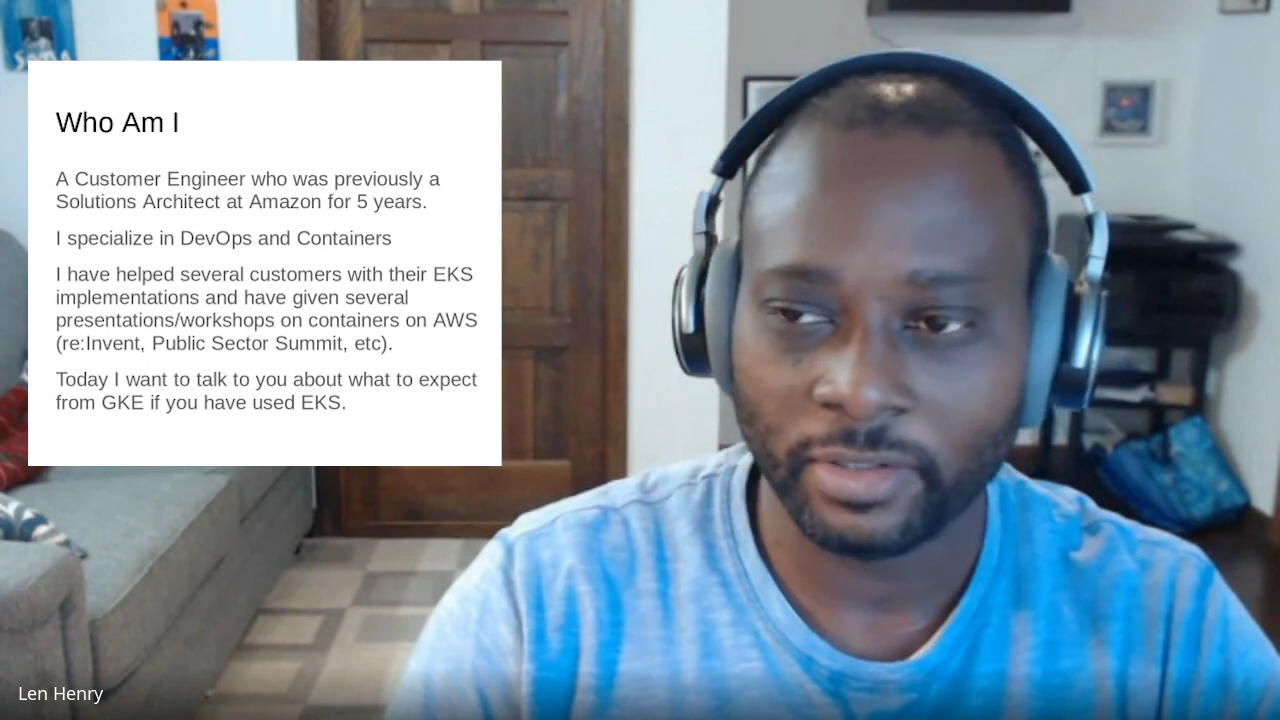 Who Am I
A Customer Engineer who was previously a
Solutions Architect at Amazon for 5 years.
I specialize in DevOps and Containers
I have helped several customers with their EKS
implementations and have given several
presentations/workshops on containers on AWS
(re:Invent, Public Sector Summit, etc).
Today I want to talk to you about what to expect
from GKE if you have used EKS.
Len Henry